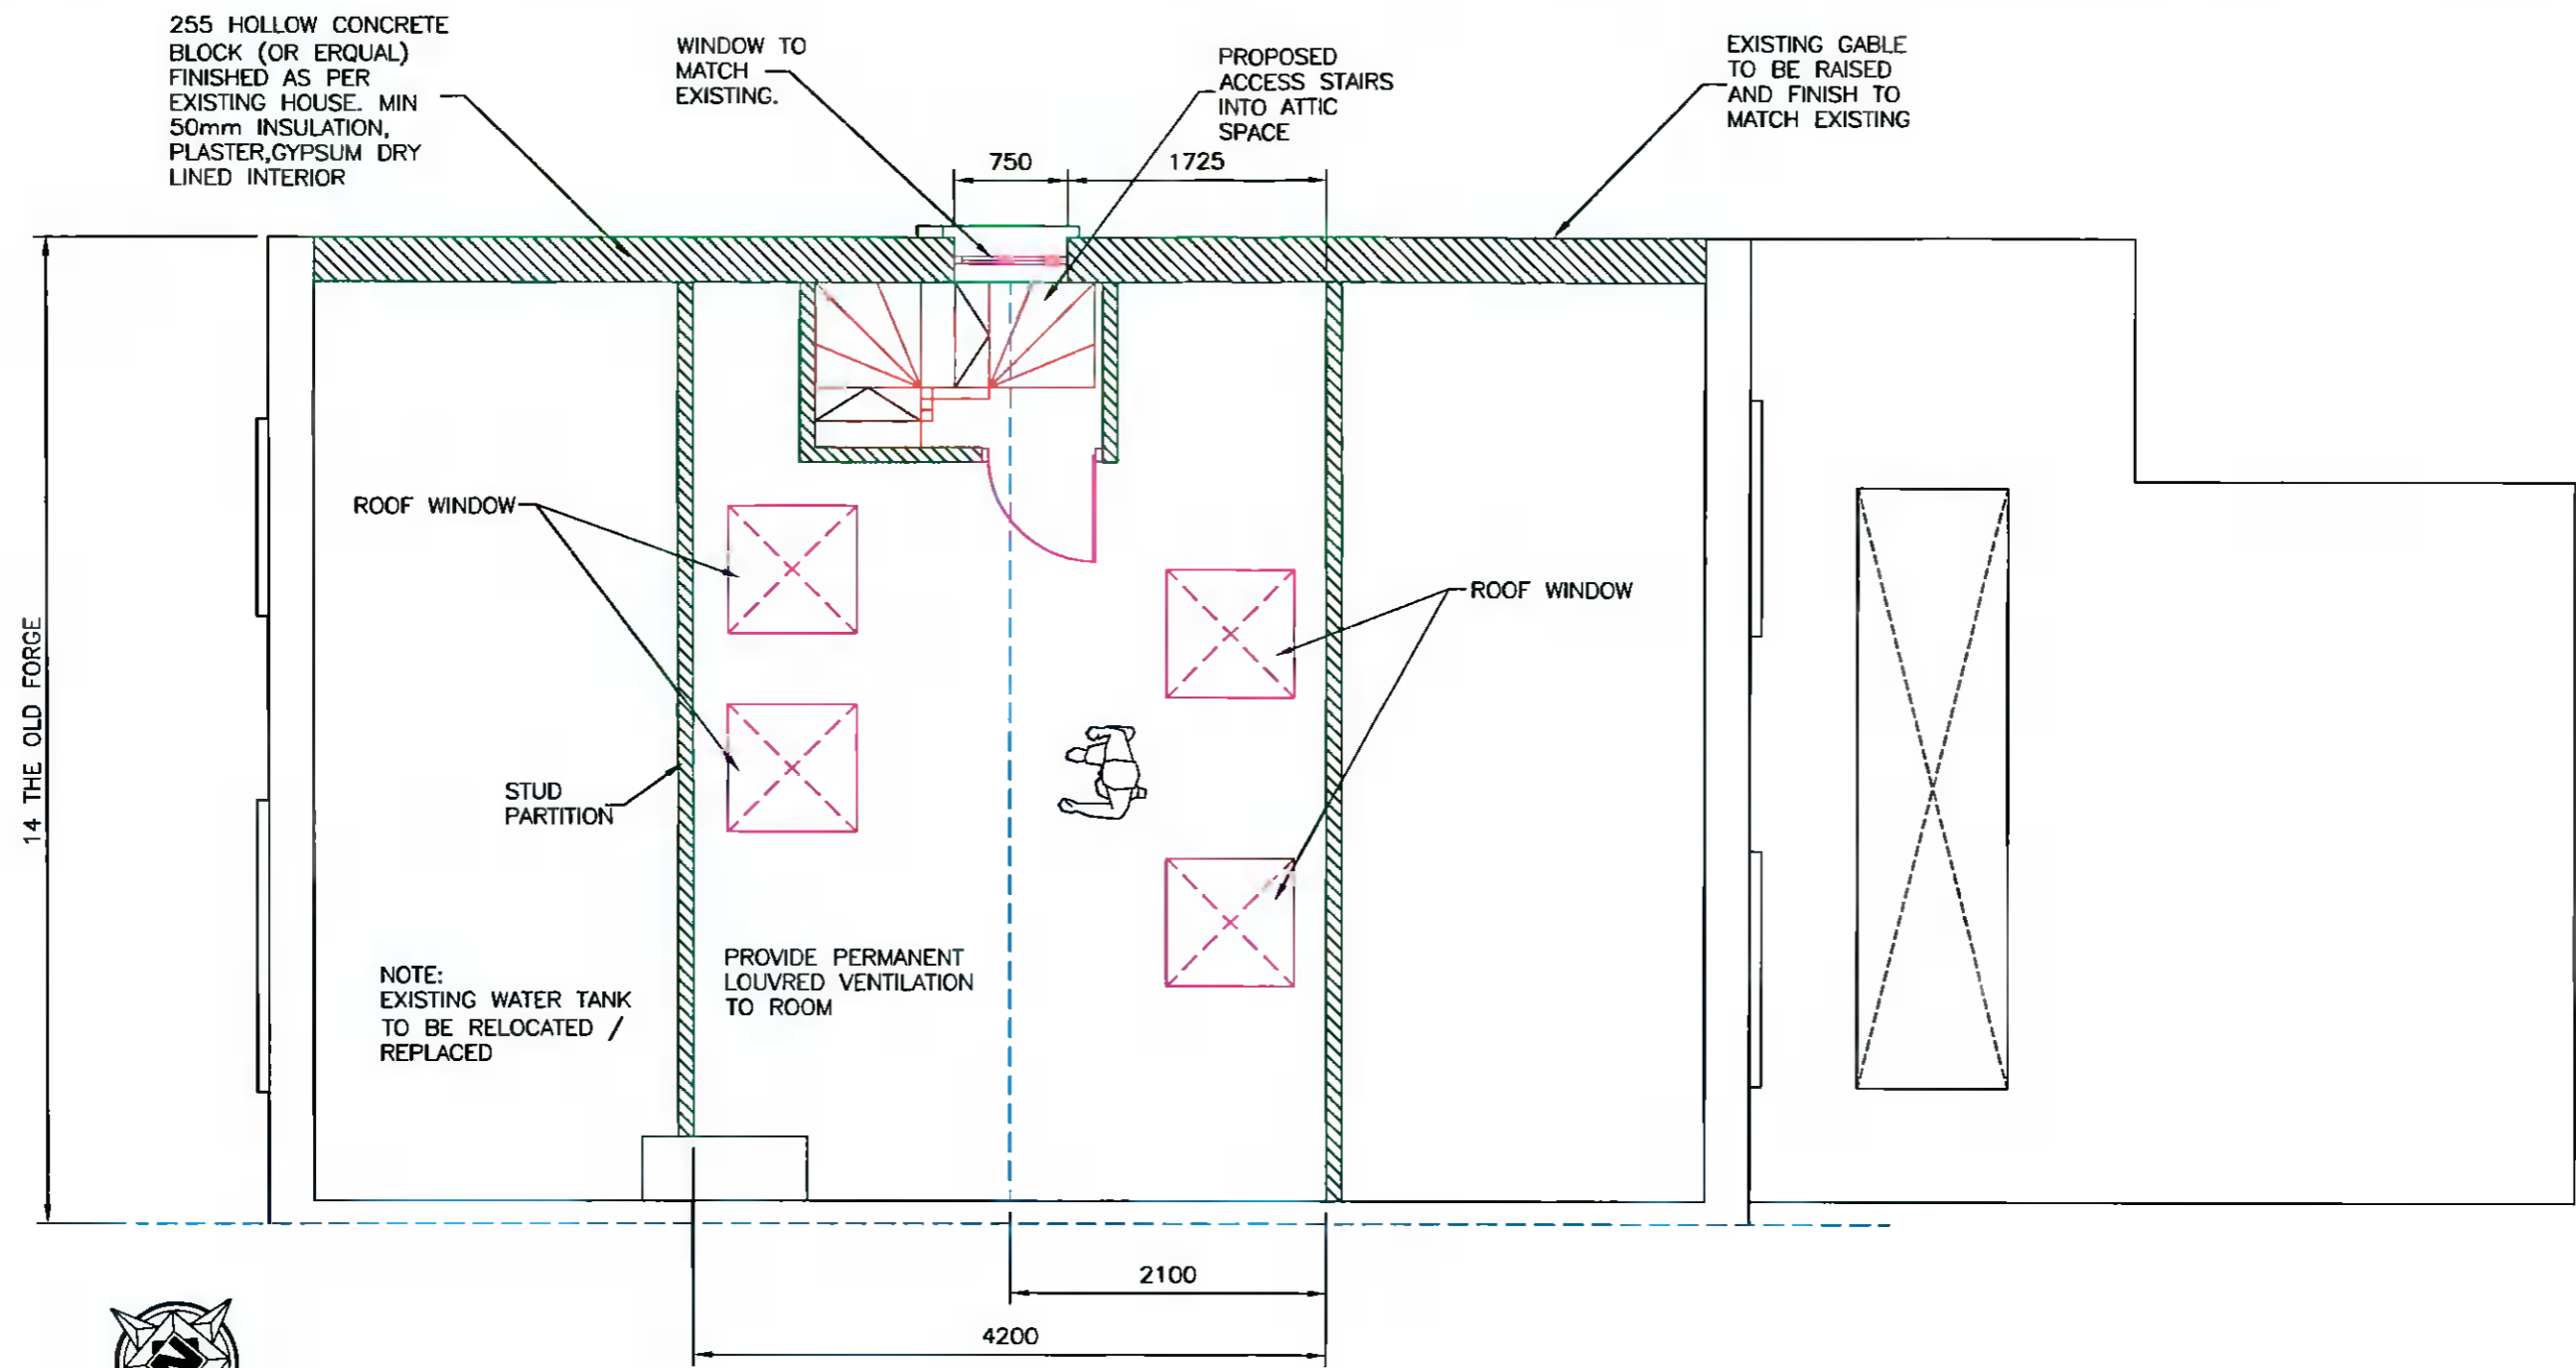 255 HOLLOW CONCRETE
BLOCK (OR ERQUAL)
FINISHED AS PER
EXISTING HOUSE. MIN
50mm INSULATION,
PLASTER,GYPSUM DRY
LINED INTERIOR
WINDOW TO
MATCH
EXISTING.
PROPOSED
ACCESS STAIRS
INTO ATTIC
SPACE
EXISTING GABLE
TO BE RAISED
AND FINISH TO
MATCH EXISTING
750
1725
ROOF WINDOW
ROOF WINDOW
14 THE OLD FORGE
STUD
PARTITION
NOTE:
EXISTING WATER TANK
TO BE RELOCATED /
REPLACED
PROVIDE PERMANENT
LOUVRED VENTILATION
TO ROOM
2100
4200
N